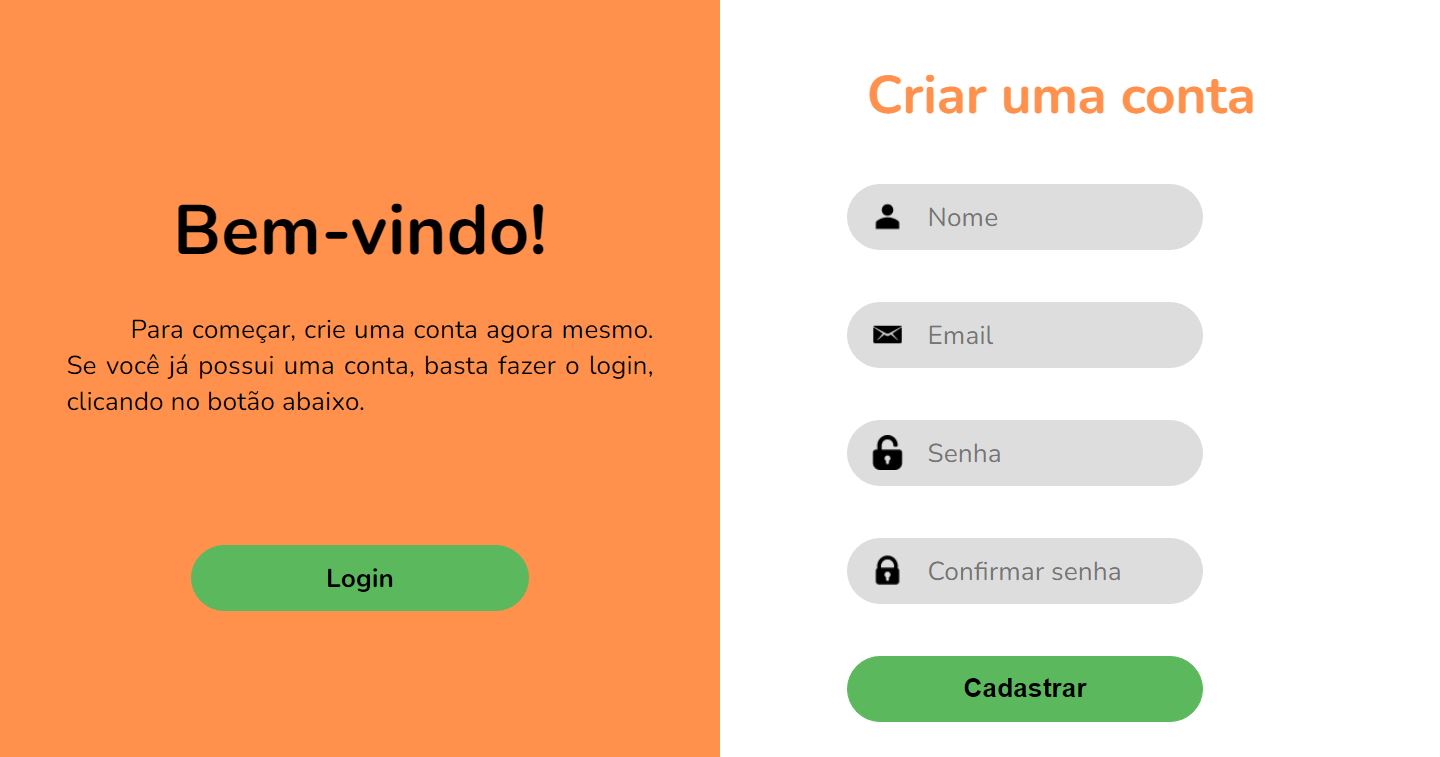 Bem-vindo!
Para começar, crie uma conta agora mesmo.
Se você já possui uma conta, basta fazer o login,
clicando no botão abaixo.
Login
Criar uma conta
Nome
Email
Senha
Confirmar senha
Cadastrar